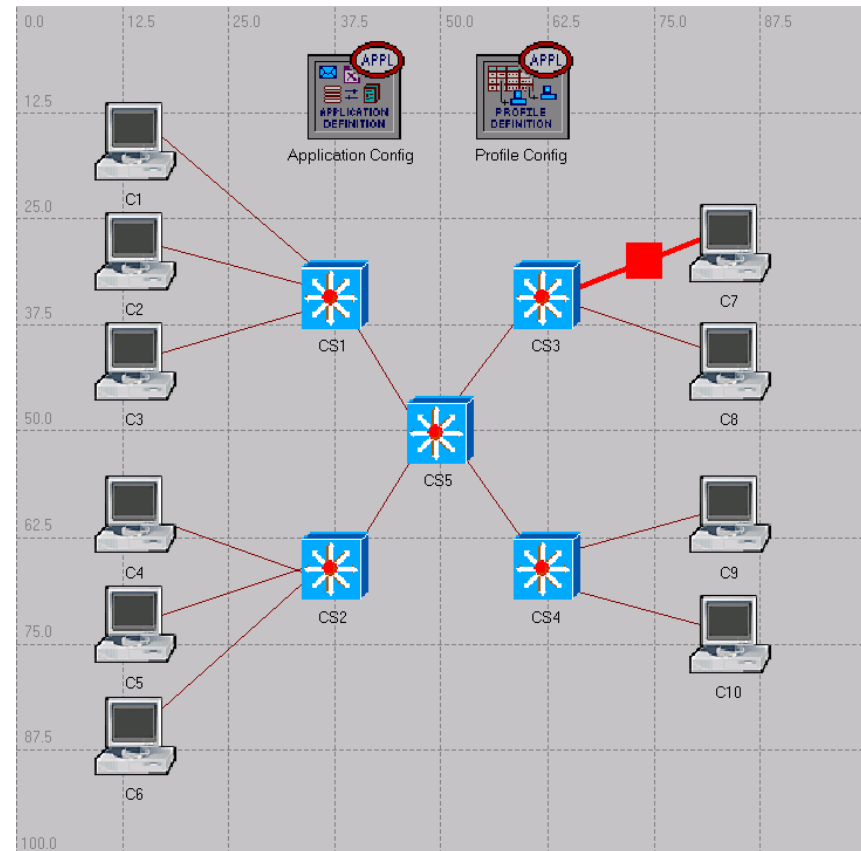 0.0 12.5 25.0 37.5 50.0 62.5 75.0 87.5
APPL
APPL
APPLICATION
DEFINITION
PROFILE
DEFINITION
Application Config
Profile Config
12.5
C1
25.0
C2
C7
37.5
CS1
CS3
C3
C8
50.0
CS5
62.5
C4
C9
CS2
CS4
75.0
C5
C10
87.5
C6
100.0